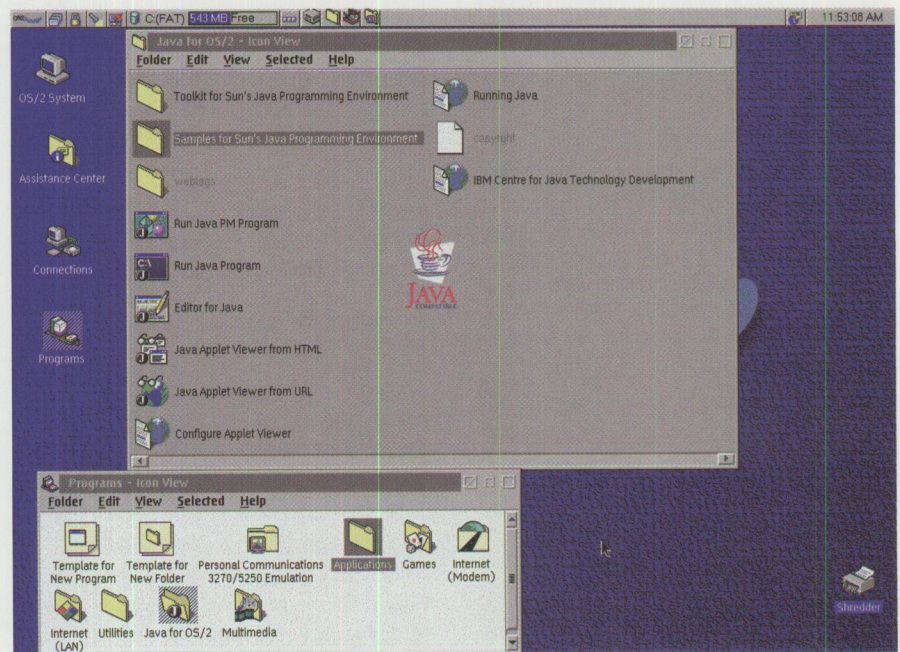 C:(FAT) 543 MB Free
11:53:08 AM
OS/2 System
Assistance Center
Connections
Programs
Java for OS/2 - Icon View
Folder Edit View Selected Help
Toolkit for Sun's Java Programming Environment
Samples for Sun's Java Programming Environment
weblogs
Run Java PM Program
Run Java Program
Editor for Java
Java Applet Viewer from HTML
Java Applet Viewer from URL
Configure Applet Viewer
Running Java
copyright
IBM Centre for Java Technology Development
JAVA
COMPATIBLE
Programs - Icon View
Folder Edit View Selected Help
Template for
New Program
Template for
New Folder
Personal Communications
3270/5250 Emulation
Applications
Games
Internet
(Modem)
Internet
(LAN)
Utilities
Java for OS/2
Multimedia
Shredder